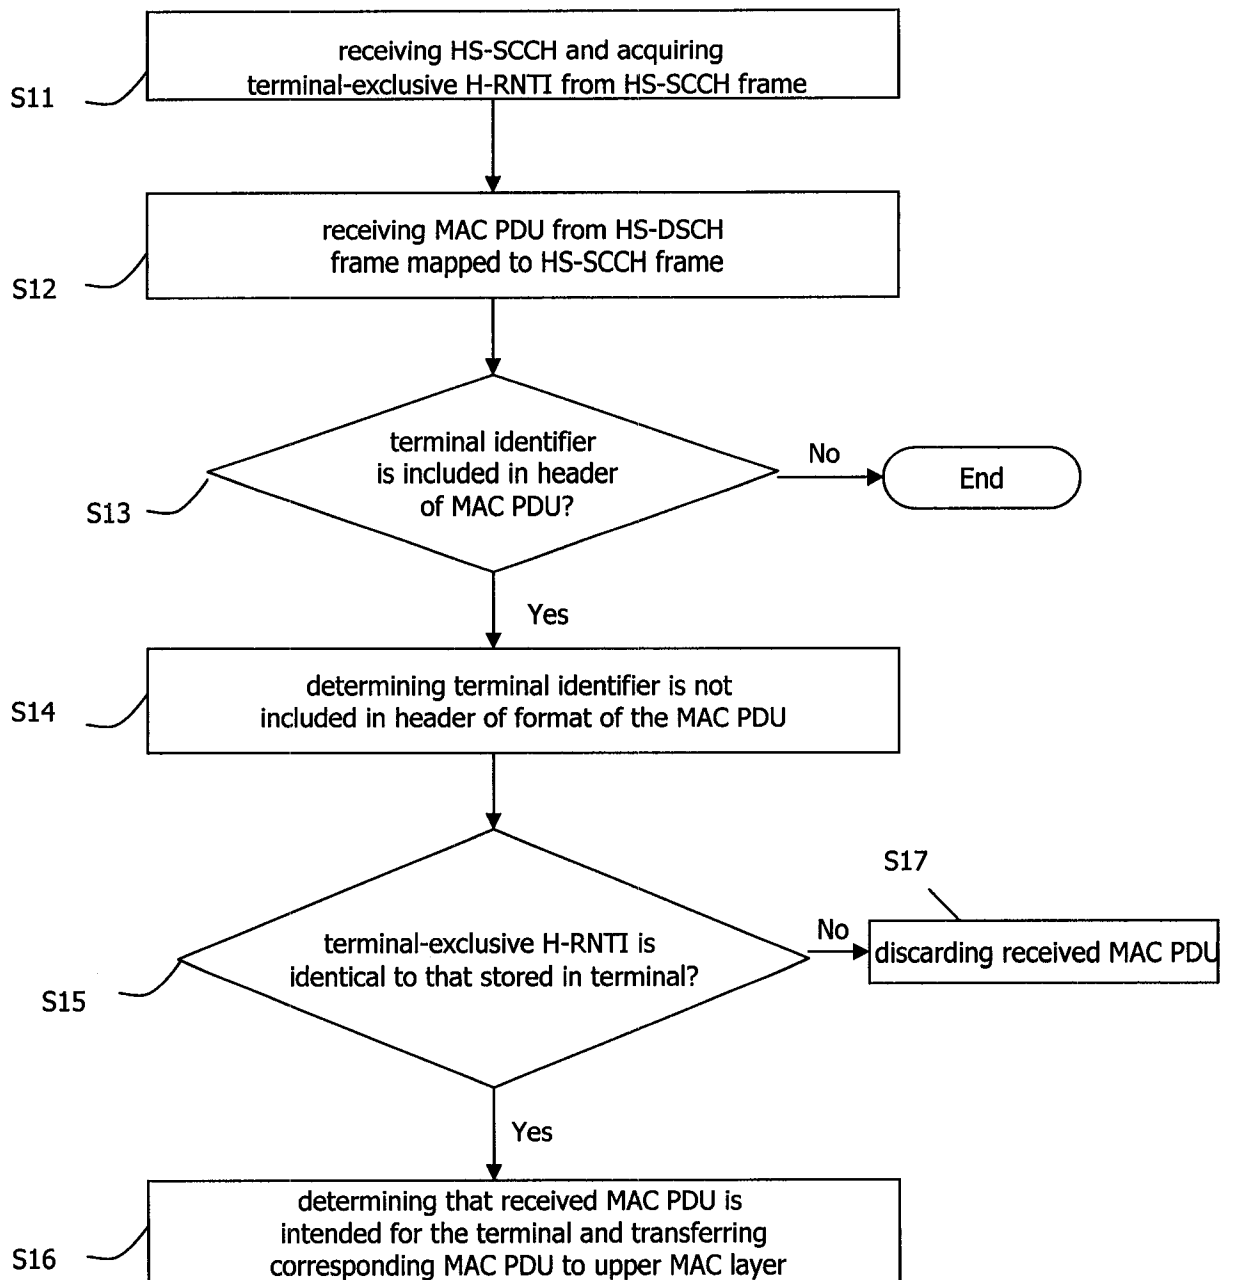 receiving HS-SCCH and acquiring
terminal-exclusive H-RNTI from HS-SCCH frame
S11
receiving MAC PDU from HS-DSCH
frame mapped to HS-SCCH frame
S12
terminal identifier
is included in header
of MAC PDU?
No
End
S13
Yes
determining terminal identifier is not
included in header of format of the MAC PDU
S14
S17
terminal-exclusive H-RNTI is
identical to that stored in terminal?
No
discarding received MAC PDU
S15
Yes
determining that received MAC PDU is
intended for the terminal and transferring
corresponding MAC PDU to upper MAC layer
S16